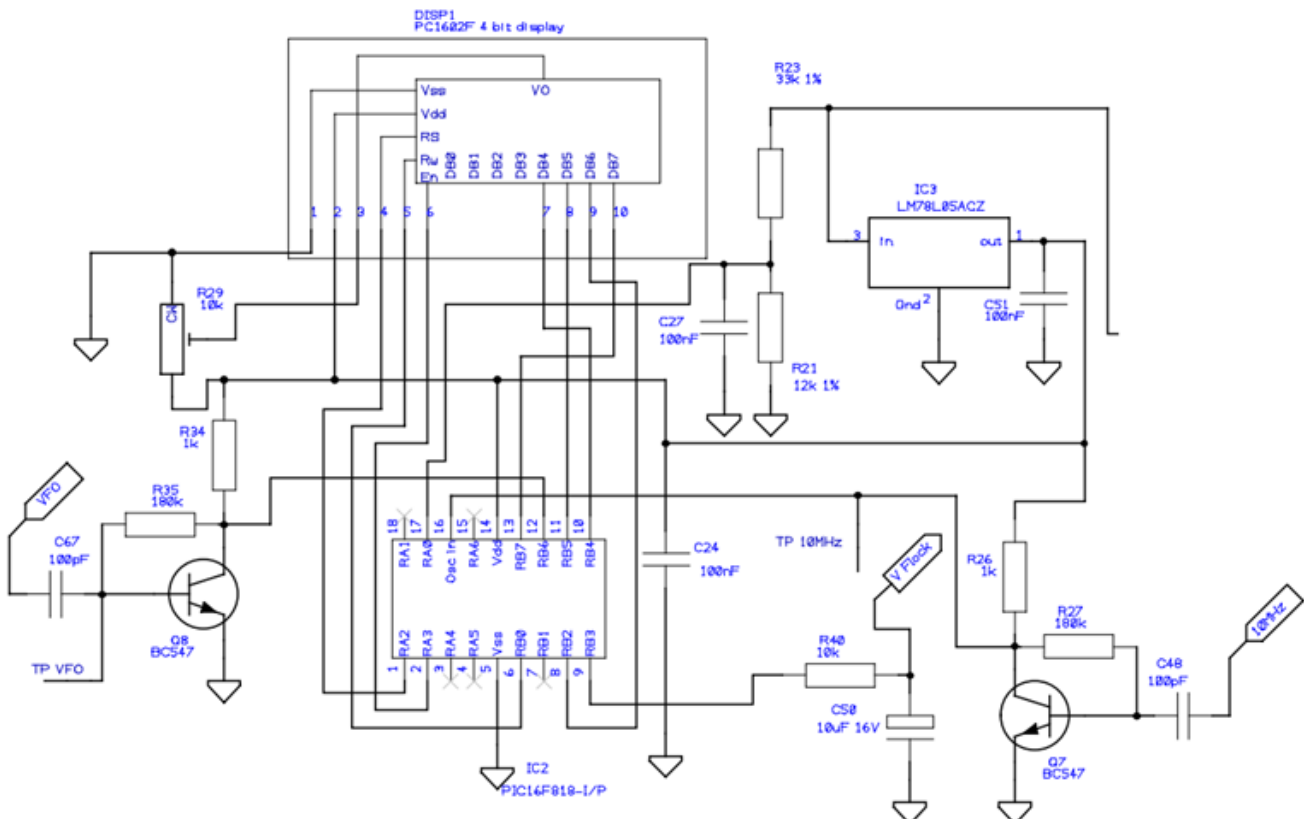 DISP1
PC1602F 4 bit display
Vss
VO
Vdd
RS
Rw
En
DB0
DB1
DB2
DB3
DB4
DB5
DB6
DB7
1
2
3
4
5
6
7
8
9
10
R23
33k 1%
IC3
LM78L05ACZ
3
In
out
1
Gnd
2
C51
100nF
R29
10k
CW
C27
100nF
R21
12k 1%
R34
1k
VFO
R35
180k
C67
100pF
Q8
BC547
TP VFO
18
17
16
15
14
13
12
11
10
RA1
RA0
Osc In
RA6
Vdd
RB7
RB6
RB5
RB4
RA2
RA3
RA4
RA5
Vss
RB0
RB1
RB2
RB3
1
2
3
4
5
6
7
8
9
IC2
PIC16F818-I/P
C24
100nF
TP 10MHz
V Flock
R40
10k
C50
10uF 16V
R26
1k
R27
180k
C48
100pF
10MHz
Q7
BC547